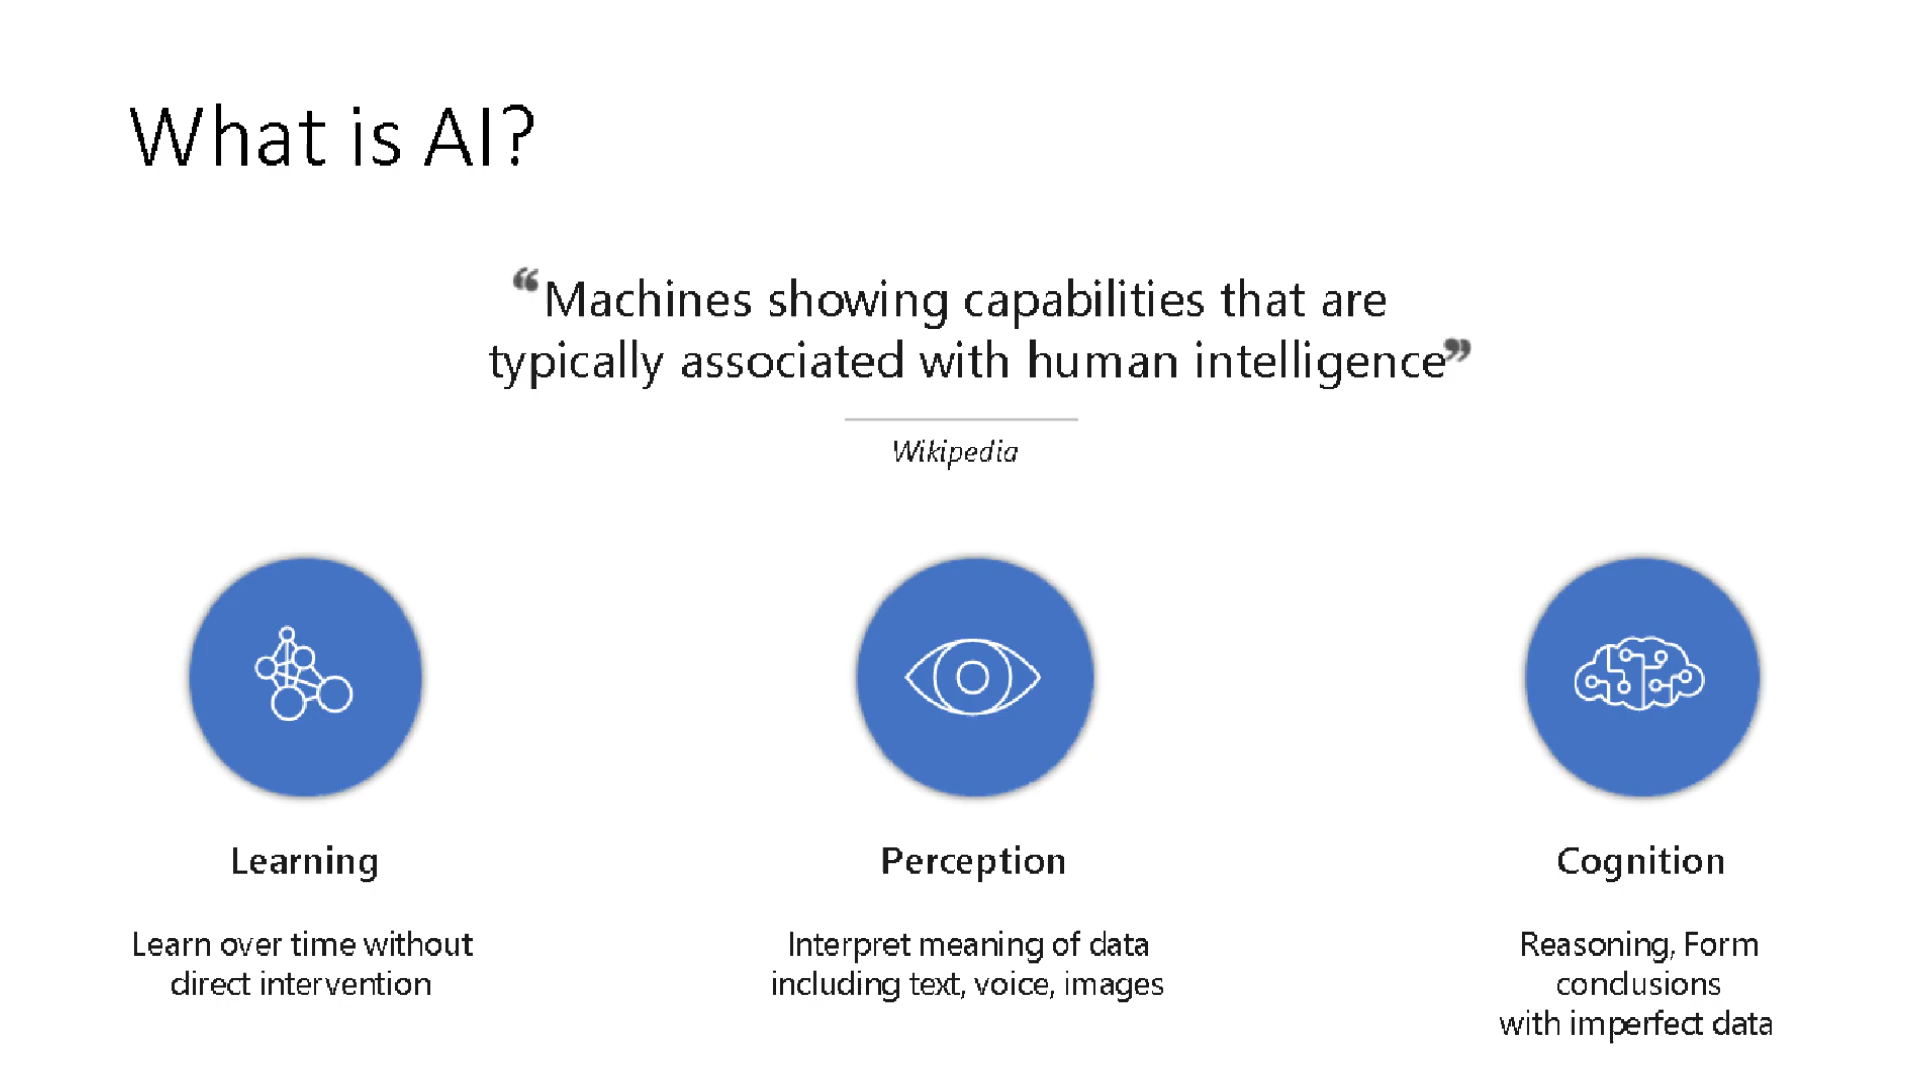 What is AI?
“Machines showing capabilities that are
typically associated with human intelligence”
Wikipedia
Learning
Learn over time without
direct intervention
Perception
Interpret meaning of data
including text, voice, images
Cognition
Reasoning, Form
conclusions
with imperfect data